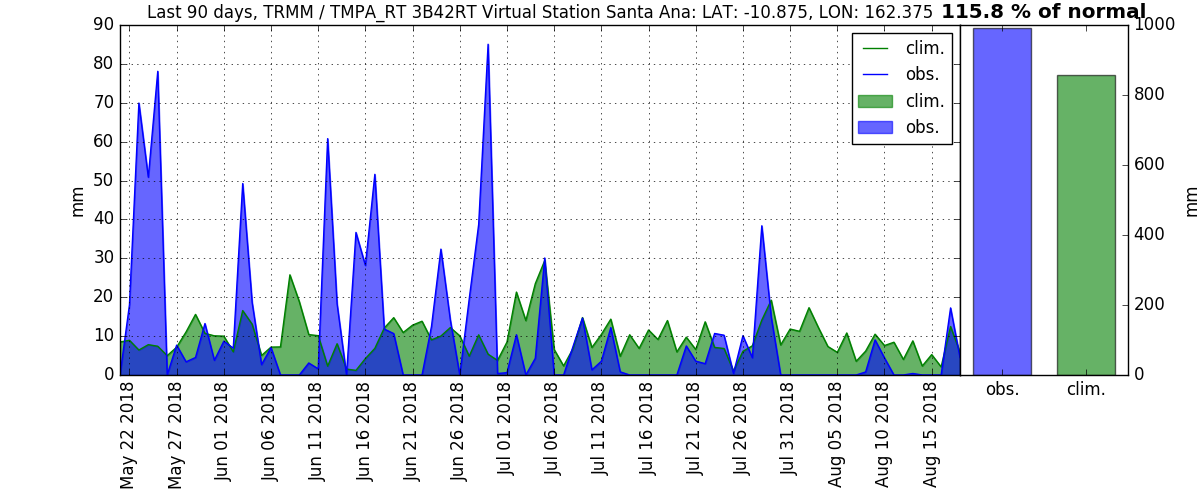 Last 90 days, TRMM / TMPA_RT 3B42RT Virtual Station Santa Ana: LAT: -10.875, LON: 162.375 115.8 % of normal
90
80
70
60
50
40
30
20
10
0
mm
clim.
obs.
clim.
obs.
May 22 2018
May 27 2018
Jun 01 2018
Jun 06 2018
Jun 11 2018
Jun 16 2018
Jun 21 2018
Jun 26 2018
Jul 01 2018
Jul 06 2018
Jul 11 2018
Jul 16 2018
Jul 21 2018
Jul 26 2018
Jul 31 2018
Aug 05 2018
Aug 10 2018
Aug 15 2018
1000
800
600
400
200
0
mm
obs.
clim.